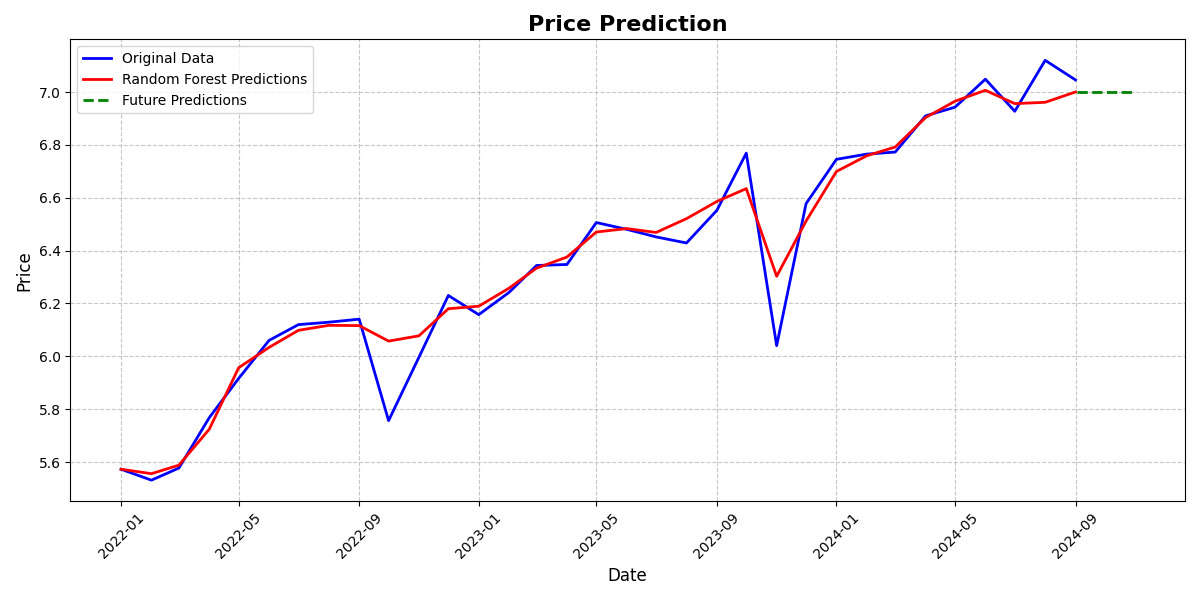 Price Prediction
Original Data
Random Forest Predictions
Future Predictions
Price
7.0
6.8
6.6
6.4
6.2
6.0
5.8
5.6
2022-01
2022-05
2022-09
2023-01
2023-05
2023-09
2024-01
2024-05
2024-09
Date